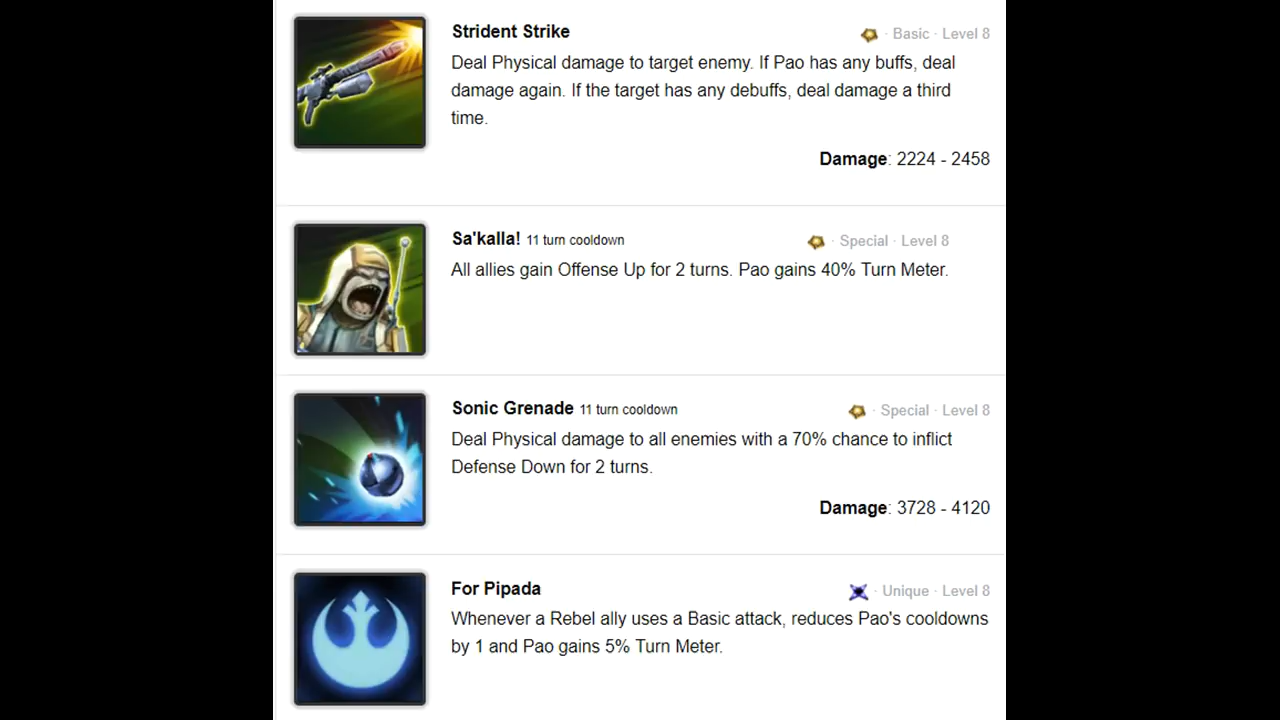 Strident Strike · Basic · Level 8
Deal Physical damage to target enemy. If Pao has any buffs, deal
damage again. If the target has any debuffs, deal damage a third
time.
Damage: 2224 - 2458
Sa'kalla! 11 turn cooldown · Special · Level 8
All allies gain Offense Up for 2 turns. Pao gains 40% Turn Meter.
Sonic Grenade 11 turn cooldown · Special · Level 8
Deal Physical damage to all enemies with a 70% chance to inflict
Defense Down for 2 turns.
Damage: 3728 - 4120
For Pipada · Unique · Level 8
Whenever a Rebel ally uses a Basic attack, reduces Pao's cooldowns
by 1 and Pao gains 5% Turn Meter.